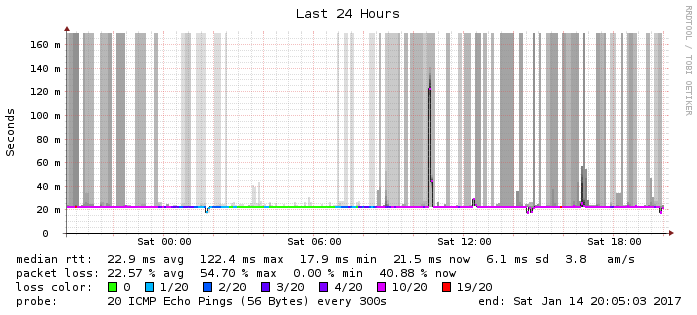 Last 24 Hours
RRDTOOL / TOBI OETIKER
Seconds
160 m
140 m
120 m
100 m
80 m
60 m
40 m
20 m
0
Sat 00:00 Sat 06:00 Sat 12:00 Sat 18:00
median rtt: 22.9 ms avg 122.4 ms max 17.9 ms min 21.5 ms now 6.1 ms sd 3.8 am/s
packet loss: 22.57 % avg 54.70 % max 0.00 % min 40.88 % now
loss color: 0 1/20 2/20 3/20 4/20 10/20 19/20
probe: 20 ICMP Echo Pings (56 Bytes) every 300s end: Sat Jan 14 20:05:03 2017